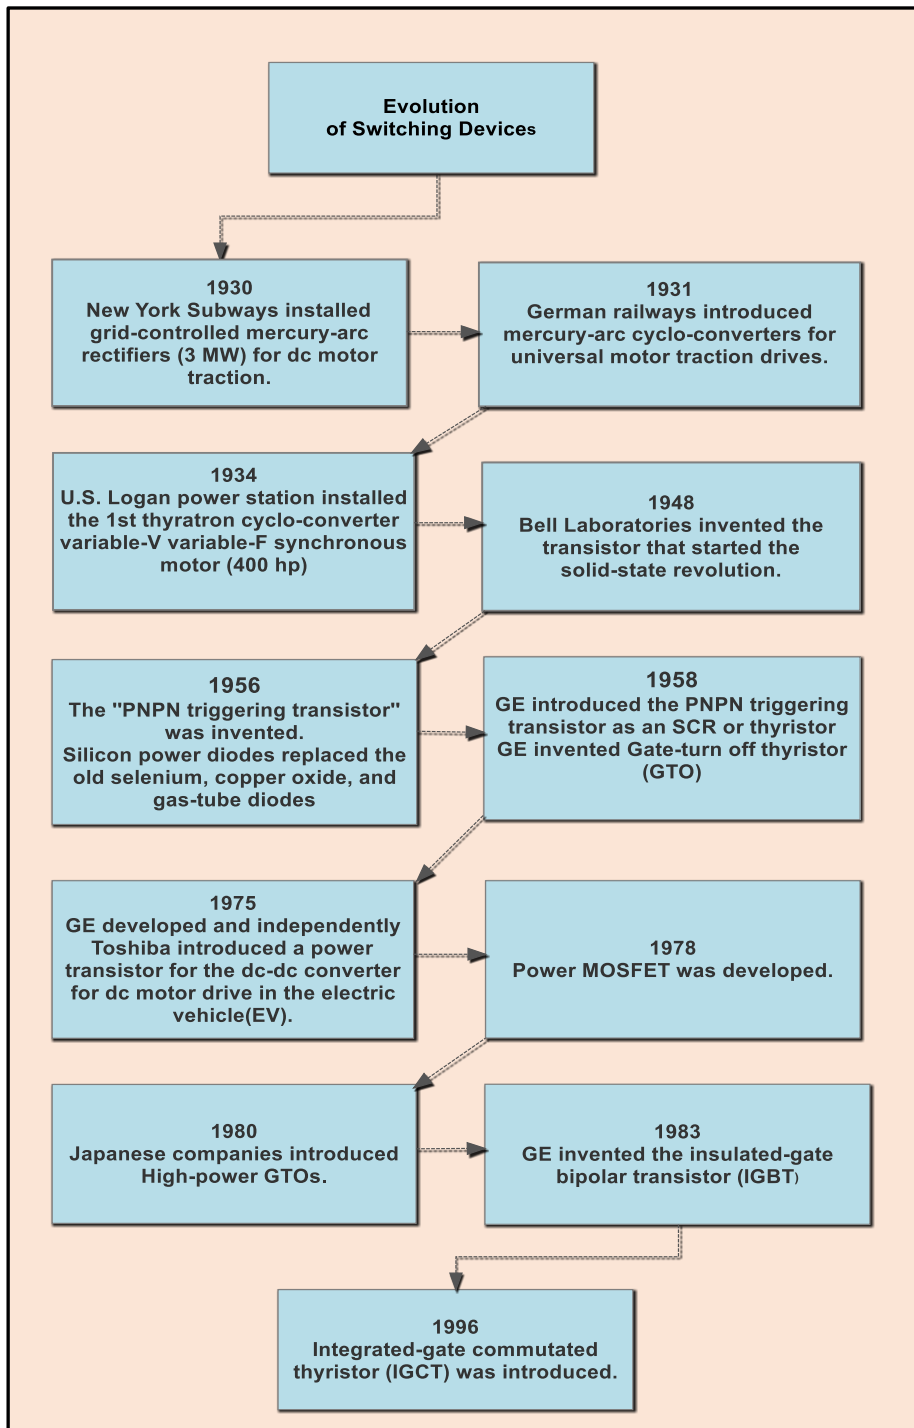 Evolution
of Switching Devices
1930
New York Subways installed
grid-controlled mercury-arc
rectifiers (3 MW) for dc motor
traction.
1931
German railways introduced
mercury-arc cyclo-converters for
universal motor traction drives.
1934
U.S. Logan power station installed
the 1st thyratron cyclo-converter
variable-V variable-F synchronous
motor (400 hp)
1948
Bell Laboratories invented the
transistor that started the
solid-state revolution.
1956
The "PNPN triggering transistor"
was invented.
Silicon power diodes replaced the
old selenium, copper oxide, and
gas-tube diodes
1958
GE introduced the PNPN triggering
transistor as an SCR or thyristor
GE invented Gate-turn off thyristor
(GTO)
1975
GE developed and independently
Toshiba introduced a power
transistor for the dc-dc converter
for dc motor drive in the electric
vehicle(EV).
1978
Power MOSFET was developed.
1980
Japanese companies introduced
High-power GTOs.
1983
GE invented the insulated-gate
bipolar transistor (IGBT)
1996
Integrated-gate commutated
thyristor (IGCT) was introduced.